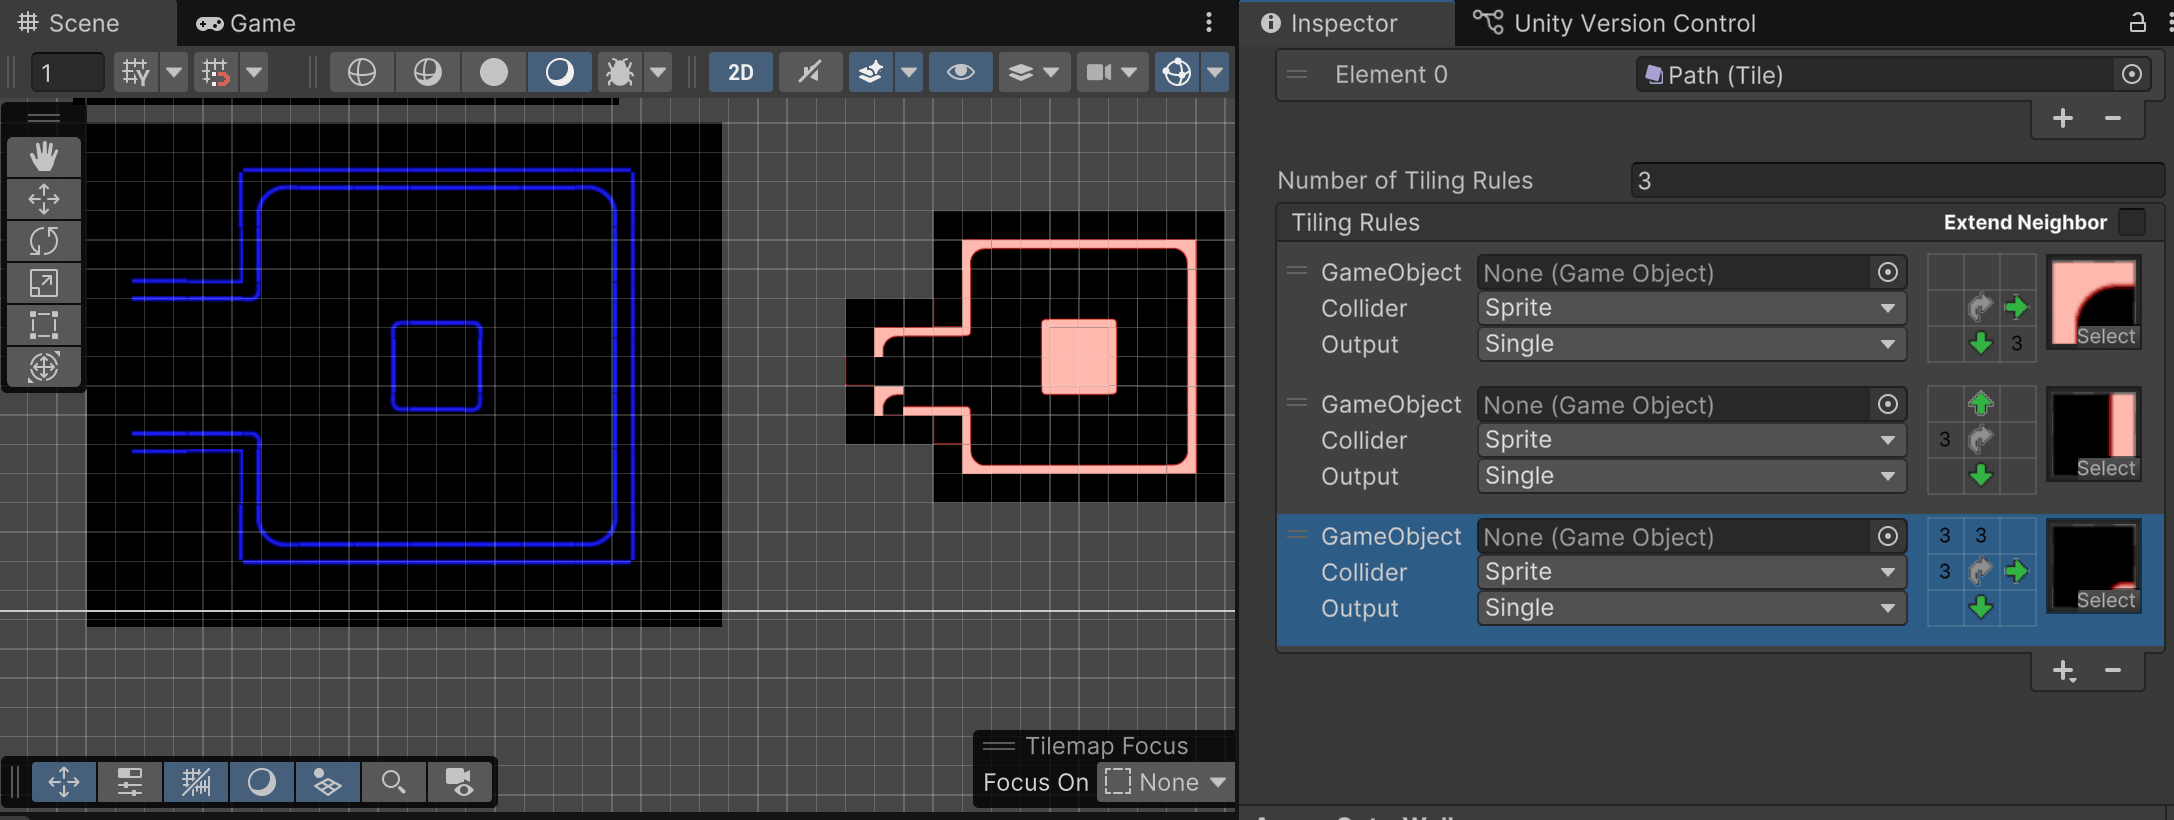 Scene
Game
Inspector
Unity Version Control
1
2D
Element 0
Path (Tile)
Number of Tiling Rules
3
Tiling Rules
Extend Neighbor
GameObject
None (Game Object)
Collider
Sprite
Output
Single
3
Select
GameObject
None (Game Object)
Collider
Sprite
3
Output
Single
Select
GameObject
None (Game Object)
3 3
Collider
Sprite
3
Output
Single
Select
Tilemap Focus
Focus On
None